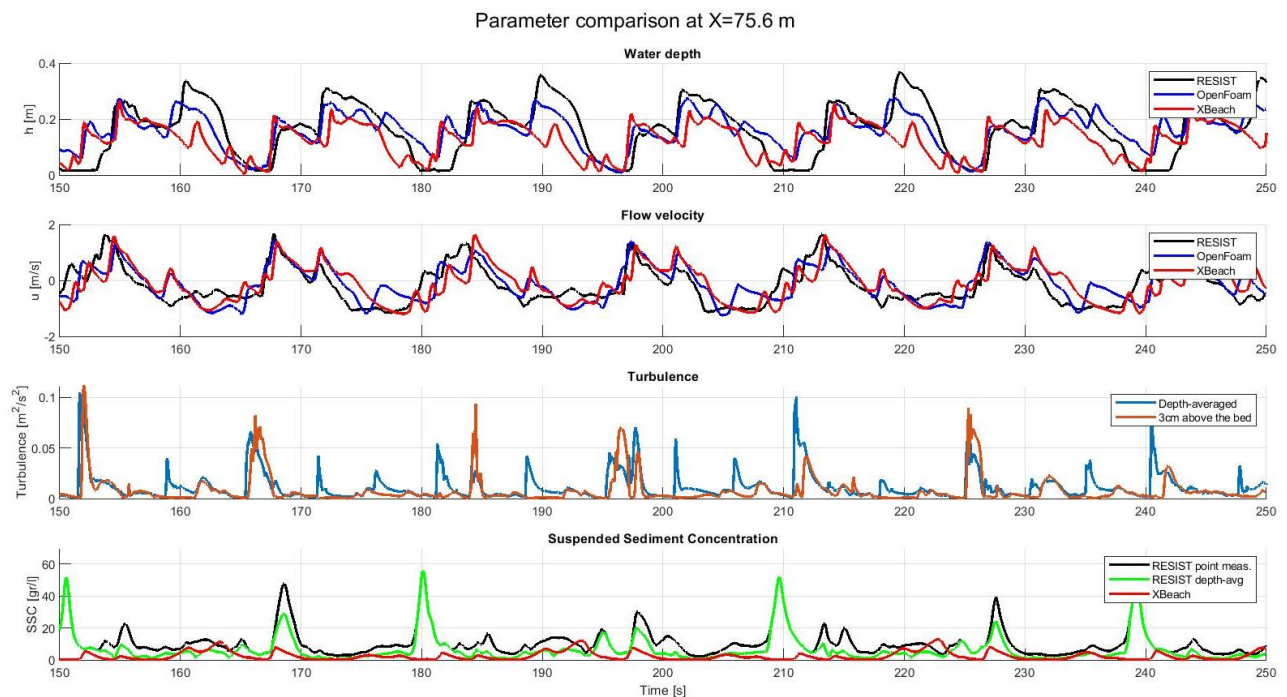 Parameter comparison at X=75.6 m
Water depth
h [m]
0.4
0.2
0
RESIST
OpenFoam
XBeach
150 160 170 180 190 200 210 220 230 240 250
Flow velocity
u [m/s]
2
0
-2
RESIST
OpenFoam
XBeach
150 160 170 180 190 200 210 220 230 240 250
Turbulence
Turbulence [m²/s²]
0.1
0.05
0
Depth-averaged
3cm above the bed
150 160 170 180 190 200 210 220 230 240 250
Suspended Sediment Concentration
SSC [gr/l]
60
40
20
0
RESIST point meas.
RESIST depth-avg
XBeach
150 160 170 180 190 200 210 220 230 240 250
Time [s]